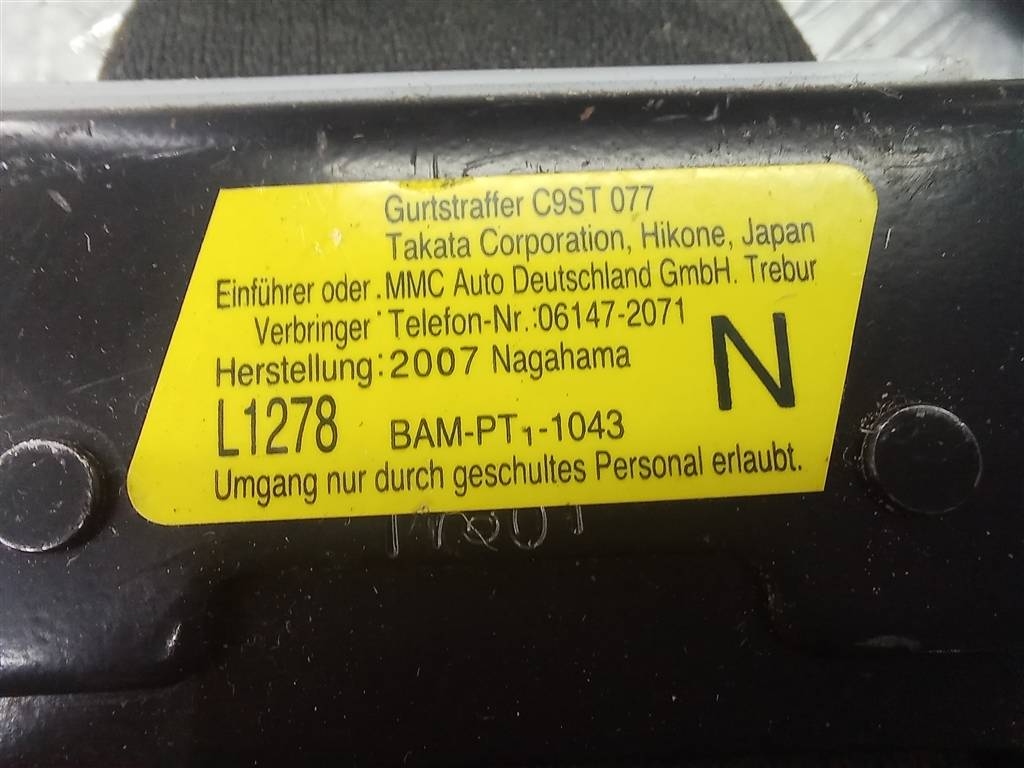 Gurtstraffer C9ST 077
Takata Corporation, Hikone, Japan
Einführer oder . MMC Auto Deutschland GmbH. Trebur
Verbringer · Telefon-Nr.:06147-2071
Herstellung: 2007 Nagahama
N
L1278 BAM-PT1-1043
Umgang nur durch geschultes Personal erlaubt.